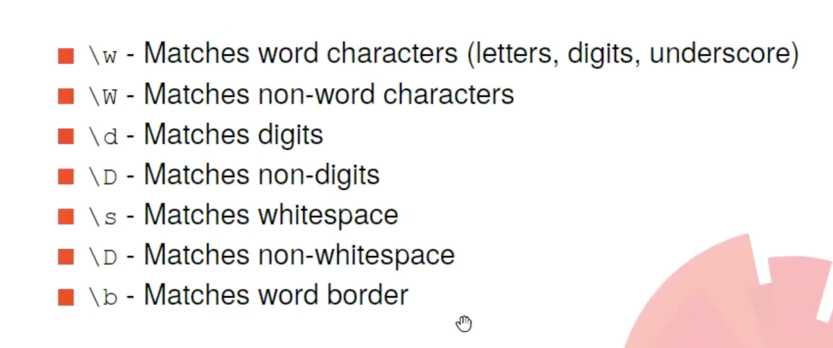 \w - Matches word characters (letters, digits, underscore)
\W - Matches non-word characters
\d - Matches digits
\D - Matches non-digits
\s - Matches whitespace
\D - Matches non-whitespace
\b - Matches word border